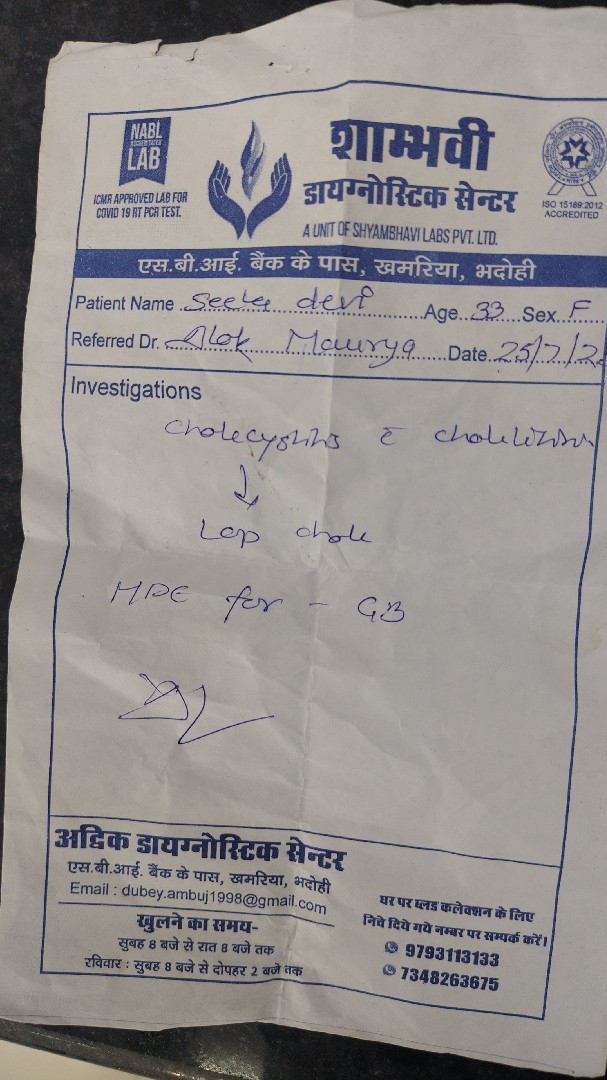 NABL
ACCREDITATED
LAB
ICMR APPROVED LAB FOR
COVID 19 RT PCR TEST.
शाम्भवी
डायग्नोस्टिक सेन्टर
A UNIT OF SHYAMBHAVI LABS PVT. LTD.
ISO 15189:2012
ACCREDITED
एस.बी.आई. बैंक के पास, खमरिया, भदोही
Patient Name devi Age 33 Sex F
Referred Dr. Alok Maurya Date 25/7/2
Investigations
Cholecystitis c̄ cholelithiasis
↓
Lap chole
HPE for - GB
अद्विक डायग्नोस्टिक सेन्टर
एस.बी.आई. बैंक के पास, खमरिया, भदोही
Email : dubey.ambuj1998@gmail.com
खुलने का समय-
सुबह 8 बजे से रात 8 बजे तक
रविवार : सुबह 8 बजे से दोपहर 2 बजे तक
घर पर ब्लड कलेक्शन के लिए
निचे दिये गये नम्बर पर सम्पर्क करें।
9793113133
7348263675